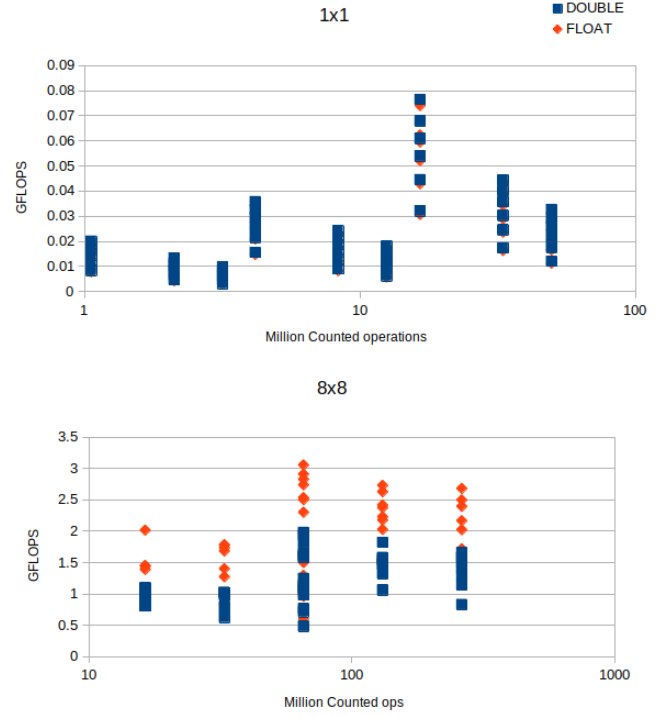 1x1
DOUBLE
FLOAT
0.09
0.08
0.07
0.06
0.05
0.04
0.03
0.02
0.01
0
GFLOPS
1 10 100
Million Counted operations
8x8
3.5
3
2.5
2
1.5
1
0.5
0
GFLOPS
10 100 1000
Million Counted ops